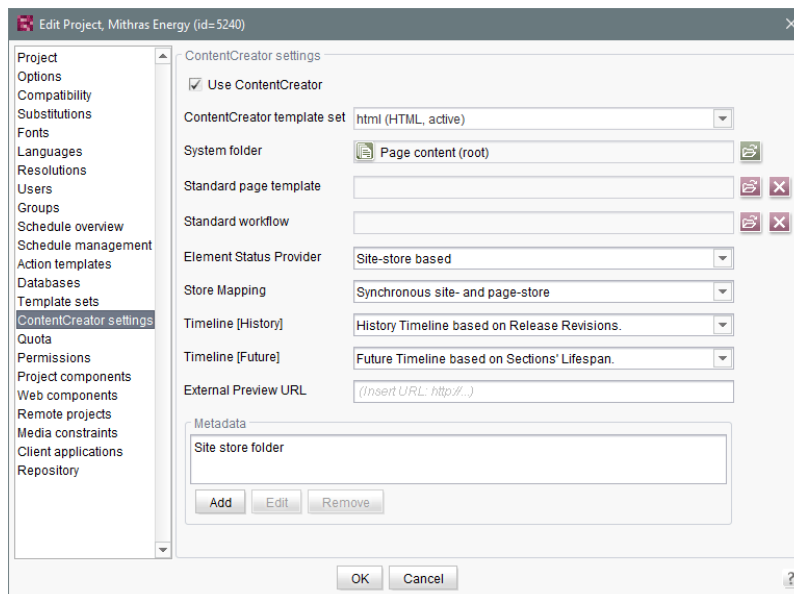 Edit Project, Mithras Energy (id=5240)
Project
Options
Compatibility
Substitutions
Fonts
Languages
Resolutions
Users
Groups
Schedule overview
Schedule management
Action templates
Databases
Template sets
ContentCreator settings
Quota
Permissions
Project components
Web components
Remote projects
Media constraints
Client applications
Repository
ContentCreator settings
Use ContentCreator
ContentCreator template set html (HTML, active)
System folder Page content (root)
Standard page template
Standard workflow
Element Status Provider Site-store based
Store Mapping Synchronous site- and page-store
Timeline [History] History Timeline based on Release Revisions.
Timeline [Future] Future Timeline based on Sections' Lifespan.
External Preview URL (Insert URL: http://...)
Metadata
Site store folder
Add Edit Remove
OK Cancel ?